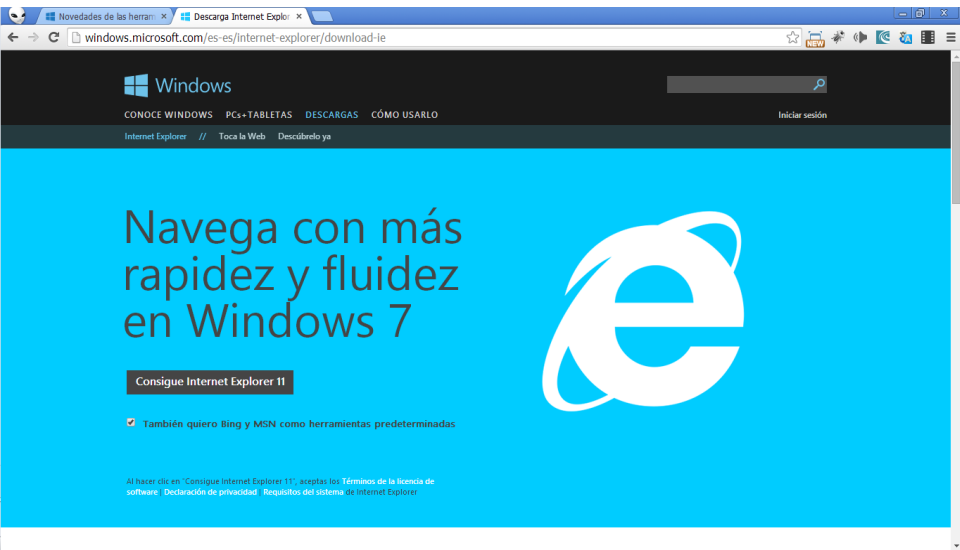 Novedades de las herram
Descarga Internet Explor
windows.microsoft.com/es-es/internet-explorer/download-ie
NEW
Windows
CONOCE WINDOWS PCs+TABLETAS DESCARGAS CÓMO USARLO
Iniciar sesión
Internet Explorer // Toca la Web Descúbrelo ya
Navega con más
rapidez y fluidez
en Windows 7
Consigue Internet Explorer 11
También quiero Bing y MSN como herramientas predeterminadas
Al hacer clic en "Consigue Internet Explorer 11", aceptas los Términos de la licencia de
software | Declaración de privacidad | Requisitos del sistema de Internet Explorer